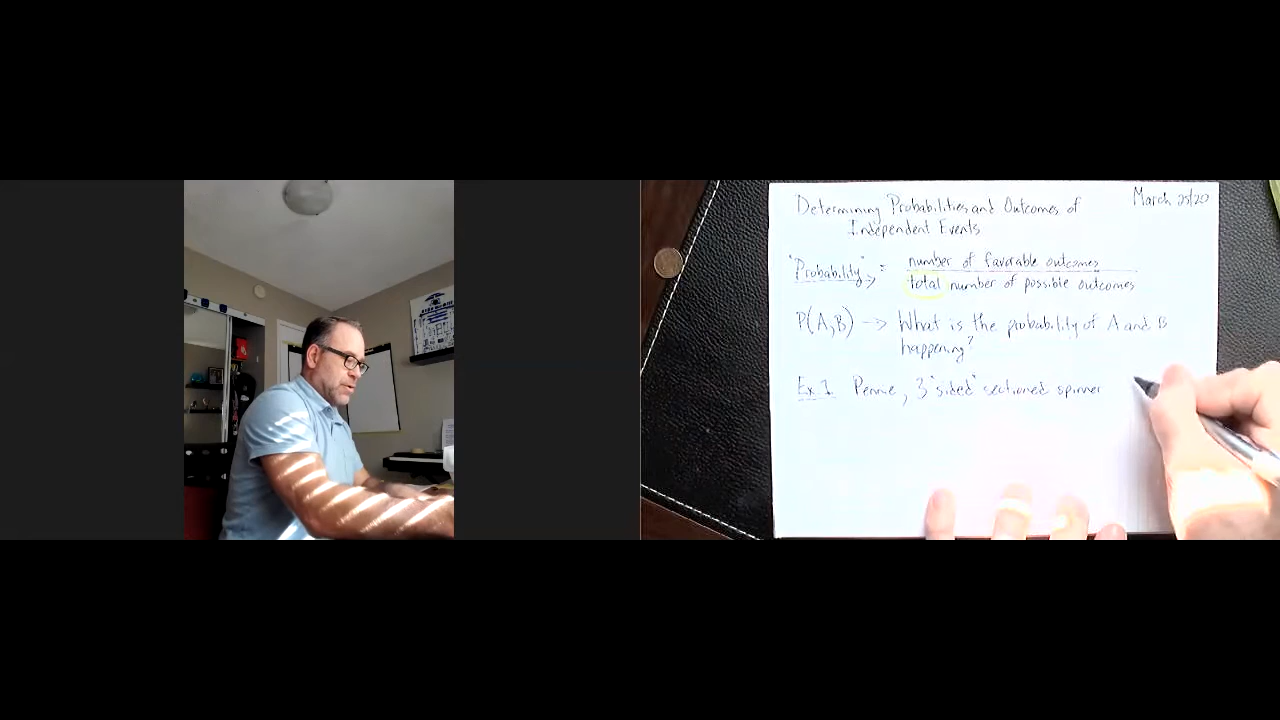 Determining Probabilities and Outcomes of
Independent Events
March 25/20
"Probability" = number of favorable outcomes
total number of possible outcomes
P(A,B) → What is the probability of A and B
happening?
Ex. 1 Pennie, 3 "sided" sectioned spinner